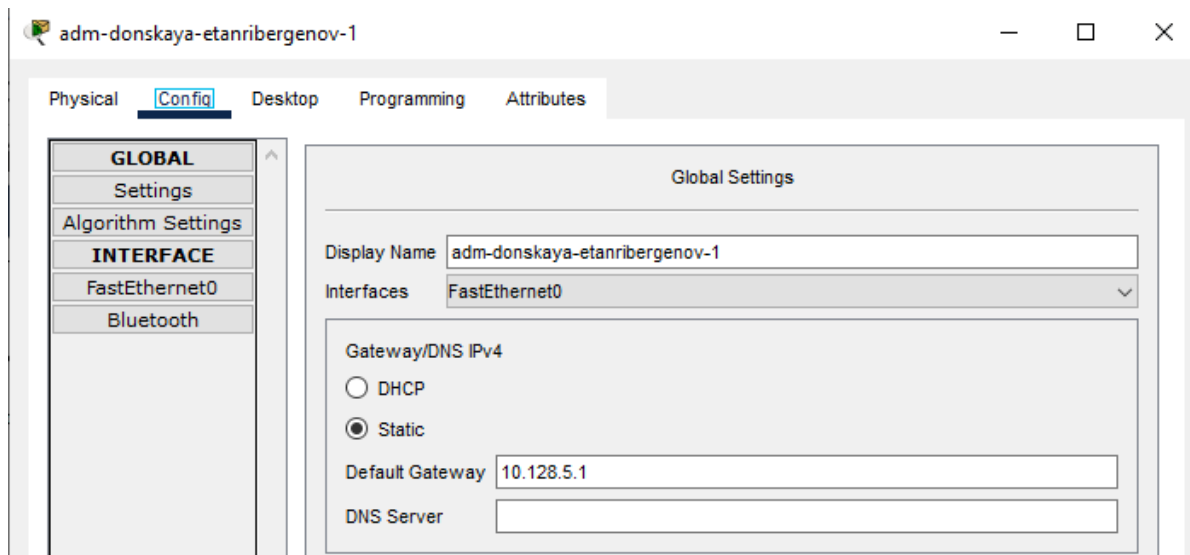 adm-donskaya-etanribergenov-1
Physical Config Desktop Programming Attributes
GLOBAL
Settings
Algorithm Settings
INTERFACE
FastEthernet0
Bluetooth
Global Settings
Display Name adm-donskaya-etanribergenov-1
Interfaces FastEthernet0
Gateway/DNS IPv4
DHCP
Static
Default Gateway 10.128.5.1
DNS Server